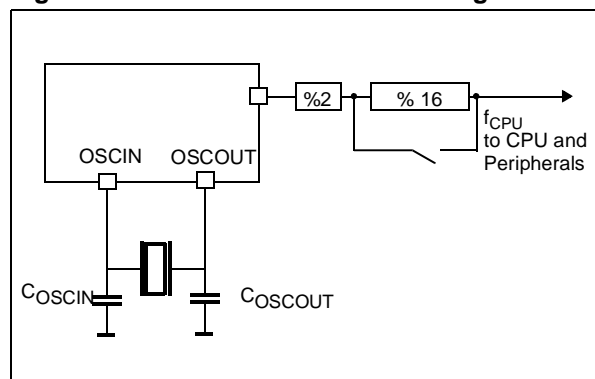 %2
% 16
fCPU
to CPU and
Peripherals
OSCIN
OSCOUT
COSCIN
COSCOUT